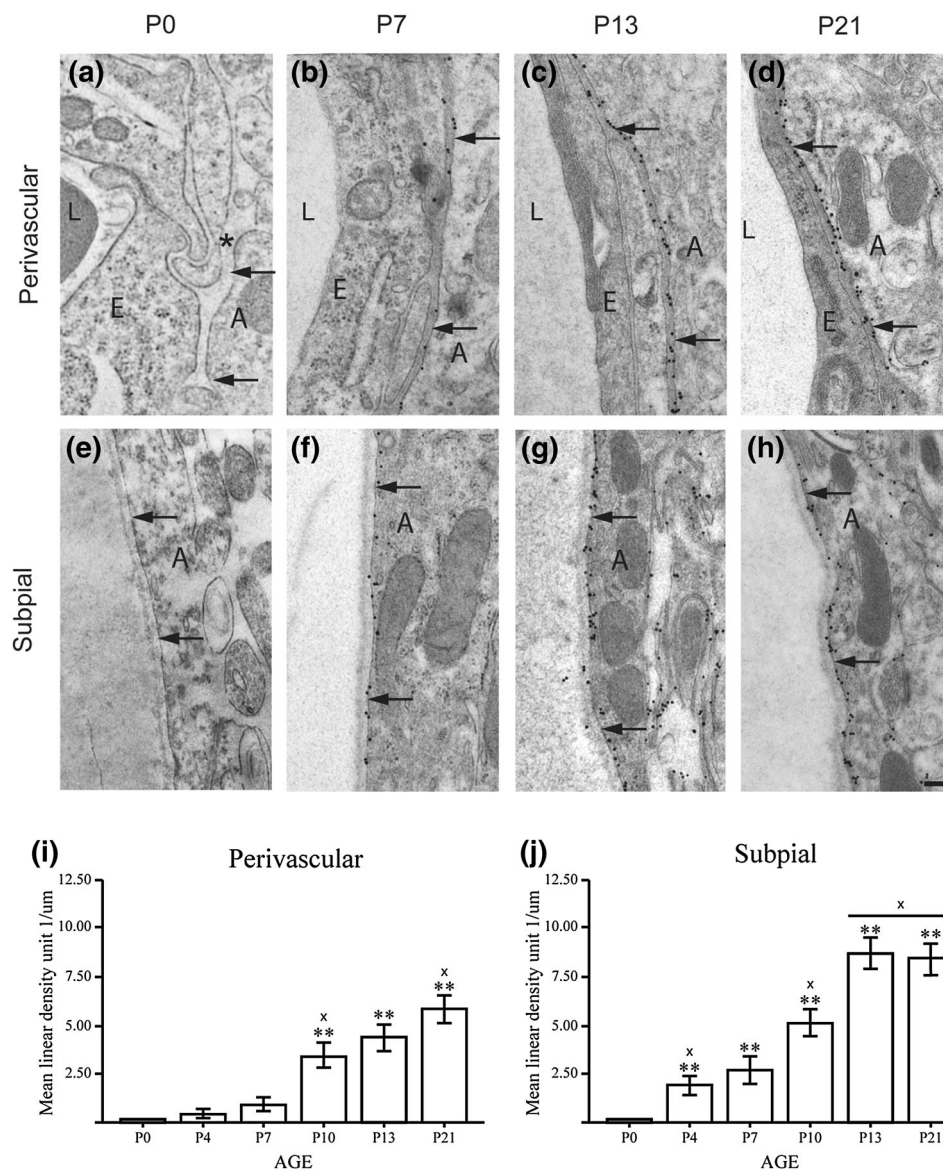 P0 P7 P13 P21
Perivascular
(a) (b) (c) (d)
L * E A
L E A
L E A
L E A
Subpial
(e) (f) (g) (h)
A A A A
(i) Perivascular
Mean linear density unit 1/um
12.50
10.00
7.50
5.00
2.50
x
**
**
x
**
P0 P4 P7 P10 P13 P21
AGE
(j) Subpial
Mean linear density unit 1/um
12.50
10.00
7.50
5.00
2.50
x
**
**
x
**
x
** **
P0 P4 P7 P10 P13 P21
AGE